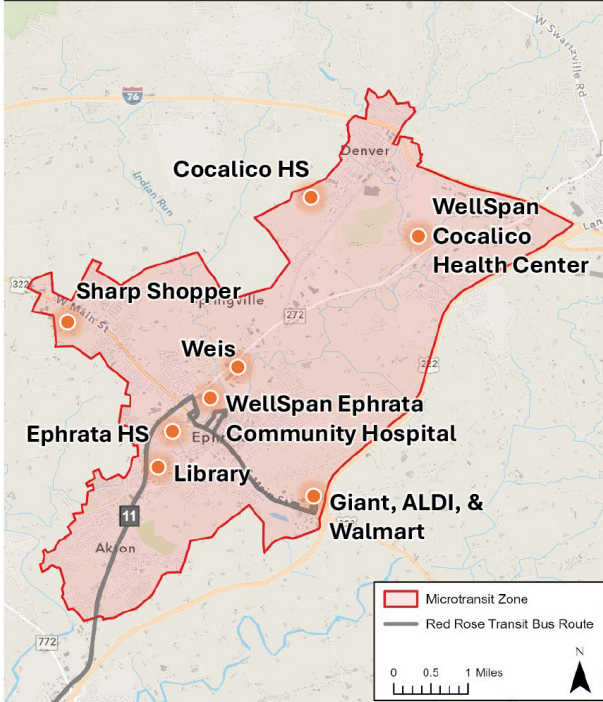 W Swartzville Rd
76
Denver
Cocalico HS
Indian Run
WellSpan
Cocalico
Health Center
322
Sharp Shopper
W Main St
272
Weis
222
WellSpan Ephrata
Community Hospital
Ephrata HS
Library
Giant, ALDI, &
Walmart
11
Akron
772
Microtransit Zone
Red Rose Transit Bus Route
0 0.5 1 Miles
N